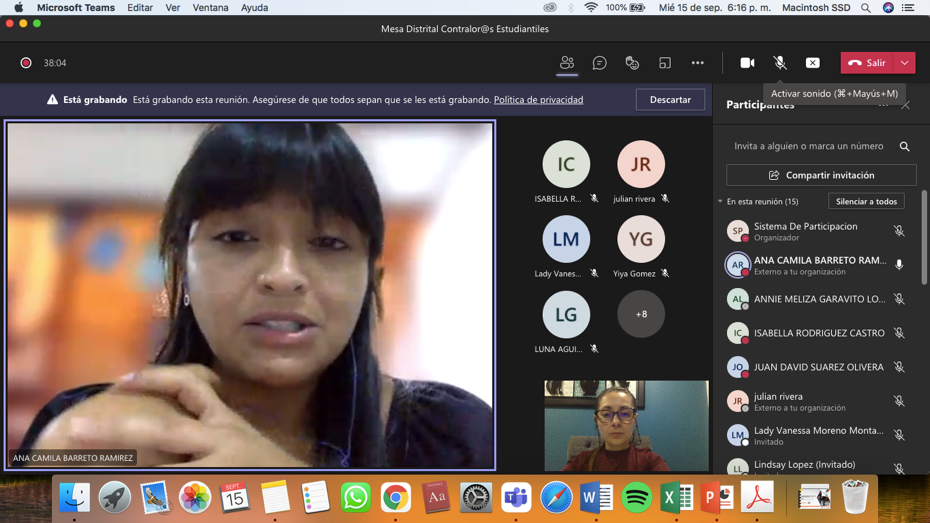 Microsoft Teams Editar Ver Ventana Ayuda 100% Mié 15 de sep. 6:16 p. m. Macintosh SSD
Mesa Distrital Contralor@s Estudiantiles
38:04
Salir
Activar sonido (⌘+Mayús+M)
Está grabando Está grabando esta reunión. Asegúrese de que todos sepan que se les está grabando. Política de privacidad
Descartar
Participantes
Invita a alguien o marca un número
Compartir invitación
En esta reunión (15)
Silenciar a todos
IC
ISABELLA R...
JR
julian rivera
LM
Lady Vanes...
YG
Yiya Gomez
LG
LUNA AGUI...
+8
ANA CAMILA BARRETO RAMIREZ
SP
Sistema De Participacion
Organizador
AR
ANA CAMILA BARRETO RAM...
Externo a tu organización
AL
ANNIE MELIZA GARAVITO LO...
IC
ISABELLA RODRIGUEZ CASTRO
JO
JUAN DAVID SUAREZ OLIVERA
JR
julian rivera
Externo a tu organización
LM
Lady Vanessa Moreno Monta...
Invitado
LL
Lindsay Lopez (Invitado)
SEPT.
15
Aa
W
X
P